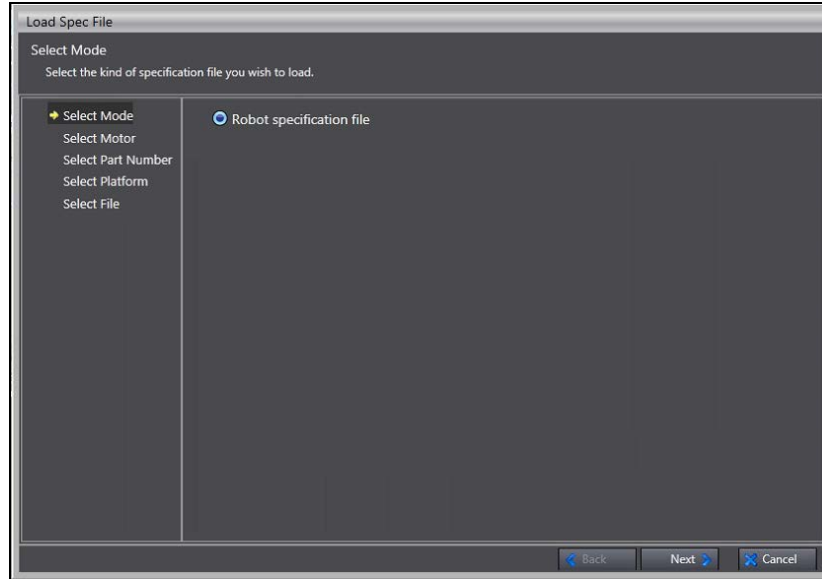 Load Spec File
Select Mode
Select the kind of specification file you wish to load.
Select Mode
Select Motor
Select Part Number
Select Platform
Select File
Robot specification file
Back
Next
Cancel